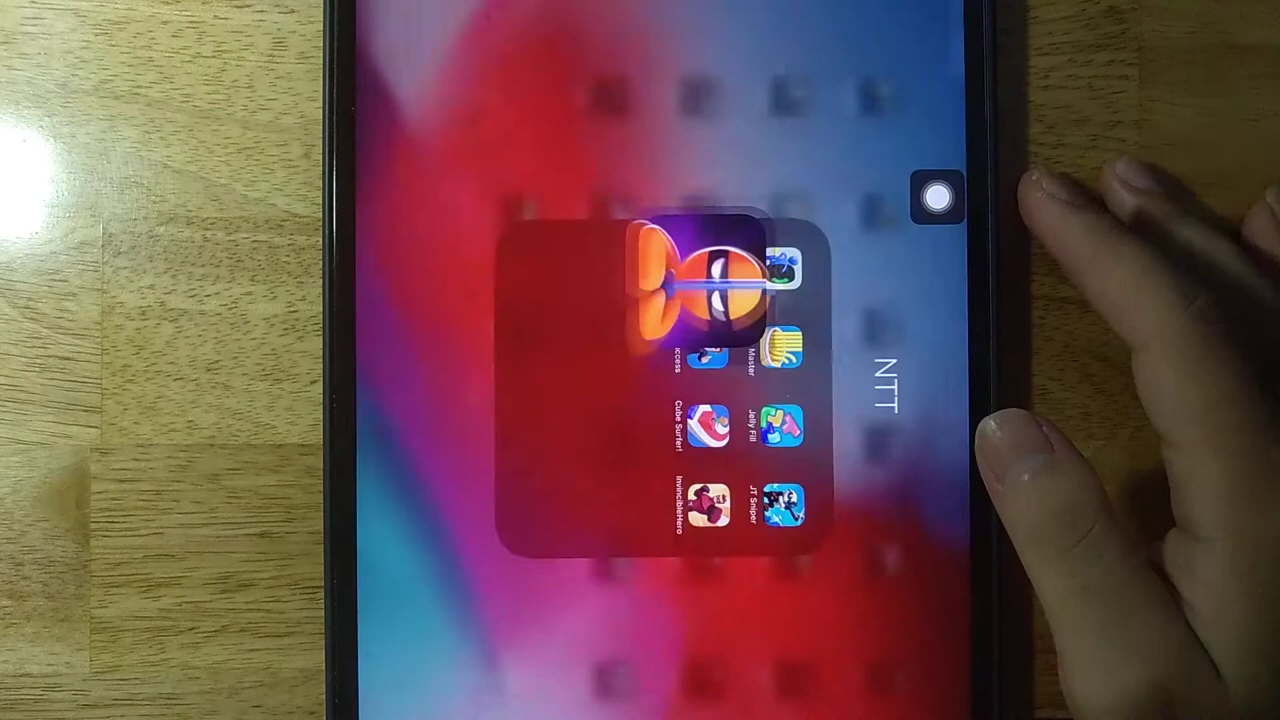 NTT
Master
Jelly Fill
JT Sniper
ccess
Cube Surfer!
InvincibleHero